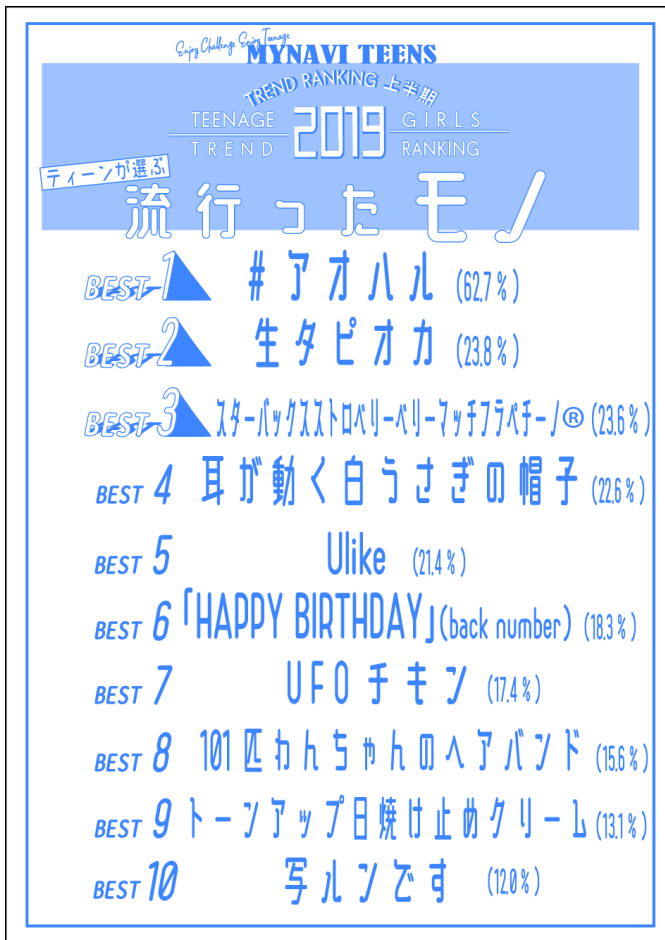 Enjoy Challenge Enjoy Teenage
MYNAVI TEENS
TREND RANKING 上半期
TEENAGE 2019 GIRLS
TREND RANKING
ティーンが選ぶ
流行ったモノ
BEST 1 #アオハル (62.7%)
BEST 2 生タピオカ (23.8%)
BEST 3 スターバックスストロベリーベリーマッチフラペチーノ® (23.6%)
BEST 4 耳が動く白うさぎの帽子 (22.6%)
BEST 5 Ulike (21.4%)
BEST 6 「HAPPY BIRTHDAY」(back number) (18.3%)
BEST 7 UFOチキン (17.4%)
BEST 8 101匹わんちゃんのヘアバンド (15.6%)
BEST 9 トーンアップ日焼け止めクリーム (13.1%)
BEST 10 写ルンです (12.0%)